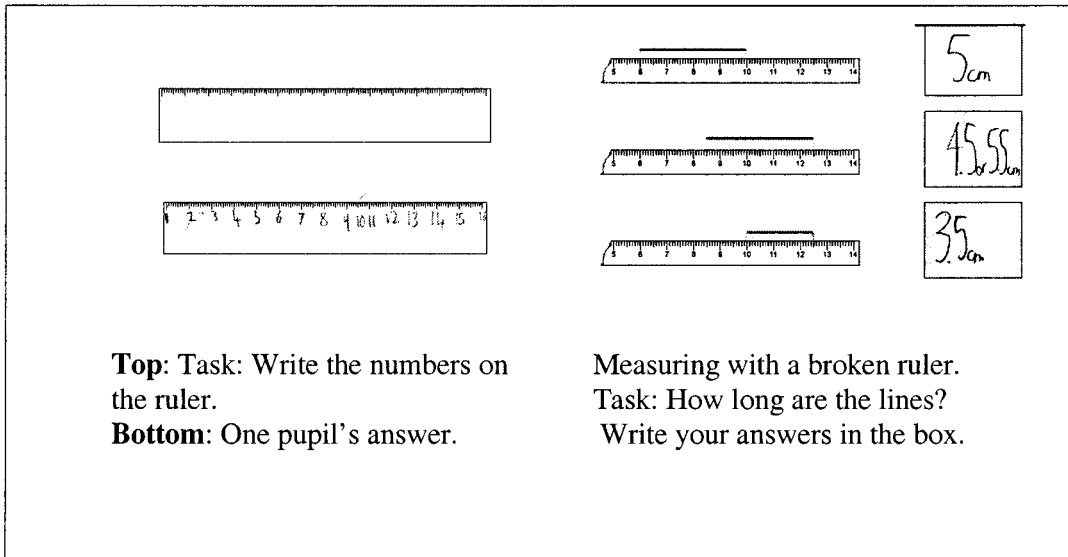 5 6 7 8 9 10 11 12 13 14
5cm
1 2 3 4 5 6 7 8 9 10 11 12 13 14 15 16
5 6 7 8 9 10 11 12 13 14
4.5 or 5.5cm
5 6 7 8 9 10 11 12 13 14
3.5cm
Top: Task: Write the numbers on
the ruler.
Bottom: One pupil's answer.
Measuring with a broken ruler.
Task: How long are the lines?
Write your answers in the box.